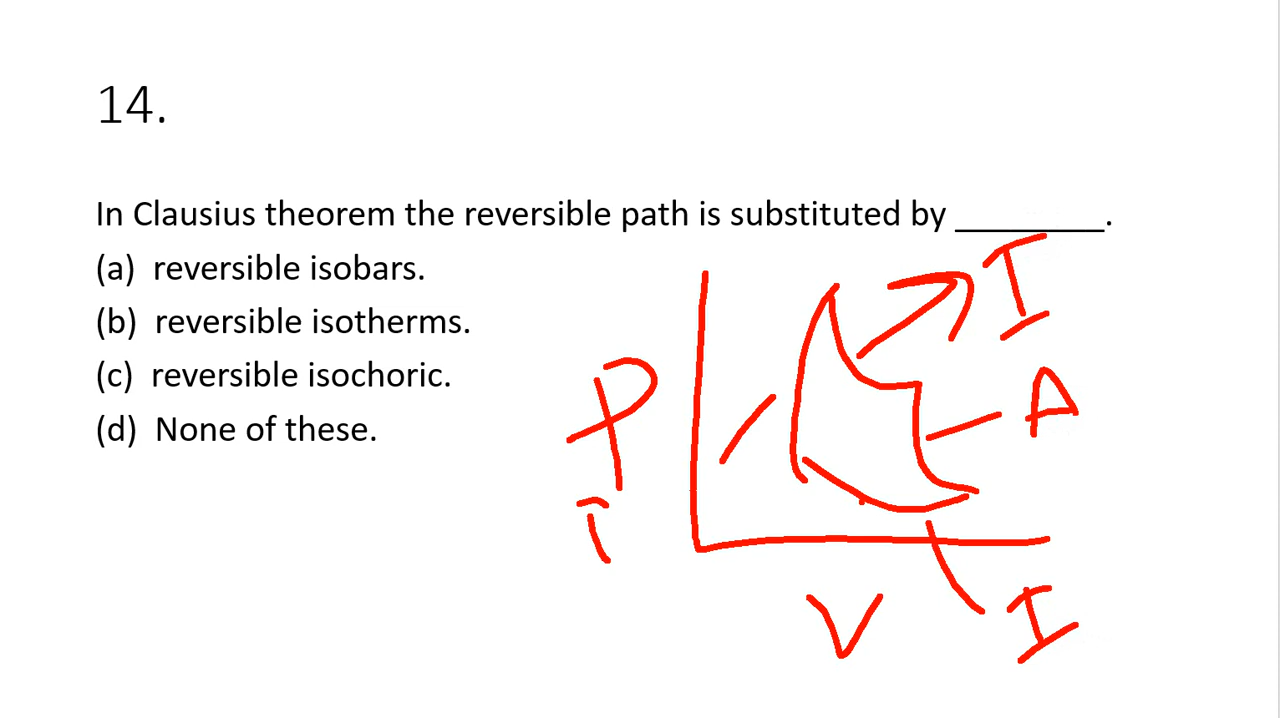 14.
In Clausius theorem the reversible path is substituted by ________.
(a) reversible isobars.
(b) reversible isotherms.
(c) reversible isochoric.
(d) None of these.
I
A
P
V
I